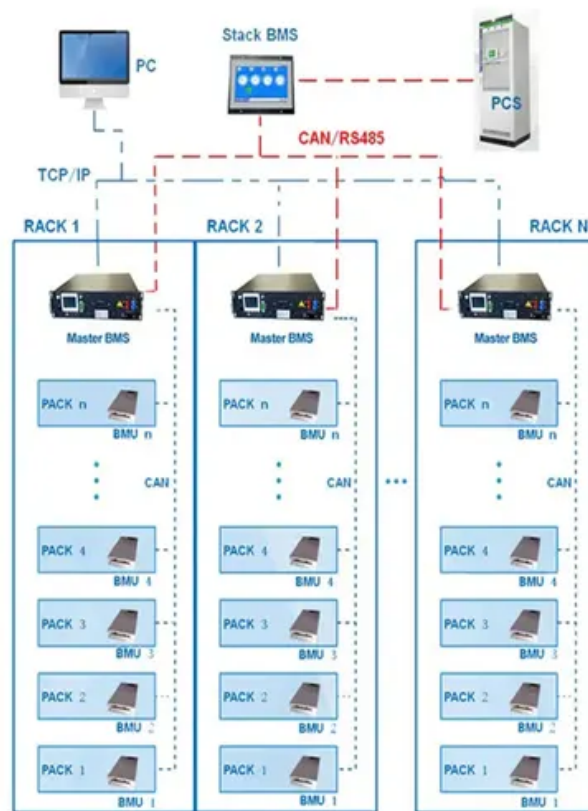 PC
Stack BMS
PCS
CAN/RS485
TCP/IP
RACK 1
RACK 2
RACK N
Master BMS
Master BMS
Master BMS
PACK n
BMU n
PACK n
BMU n
PACK n
BMU n
CAN
CAN
CAN
PACK 4
BMU 4
PACK 4
BMU 4
PACK 4
BMU 4
PACK 3
BMU 3
PACK 3
BMU 3
PACK 3
BMU 3
PACK 2
BMU 2
PACK 2
BMU 2
PACK 2
BMU 2
PACK 1
BMU 1
PACK 1
BMU 1
PACK 1
BMU 1